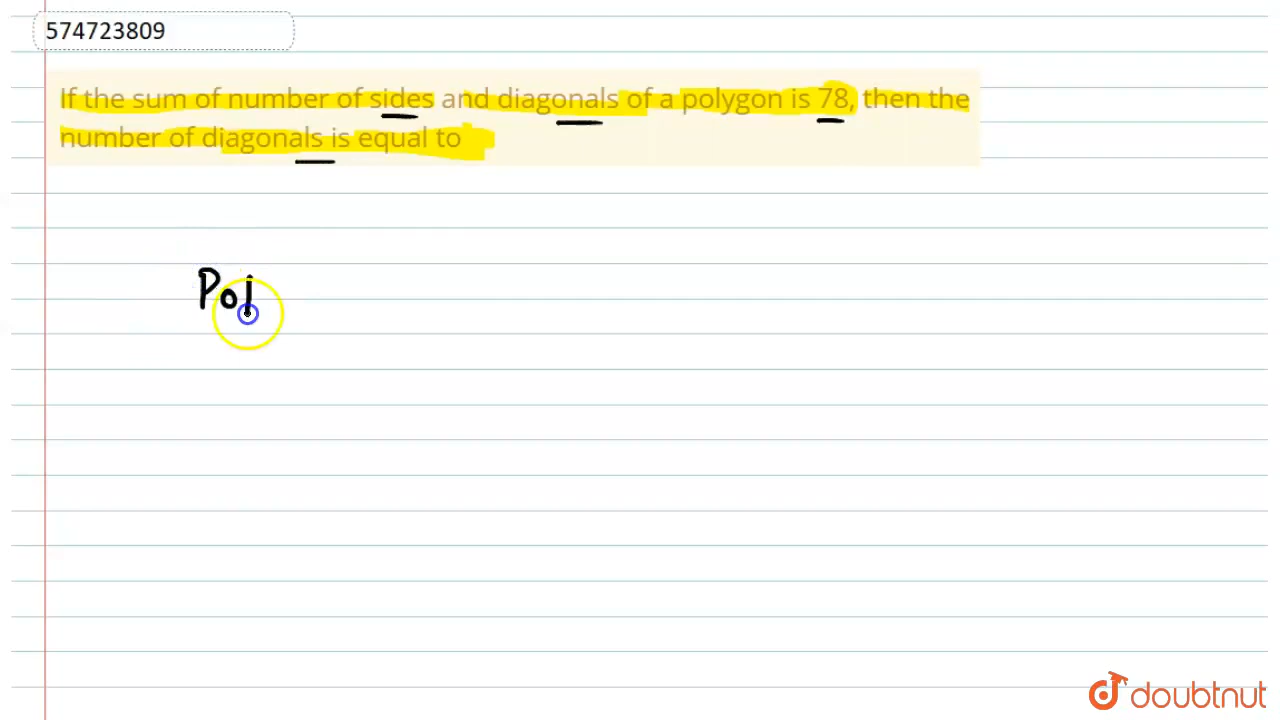 574723809
If the sum of number of sides and diagonals of a polygon is 78, then the
number of diagonals is equal to
Pol
doubtnut